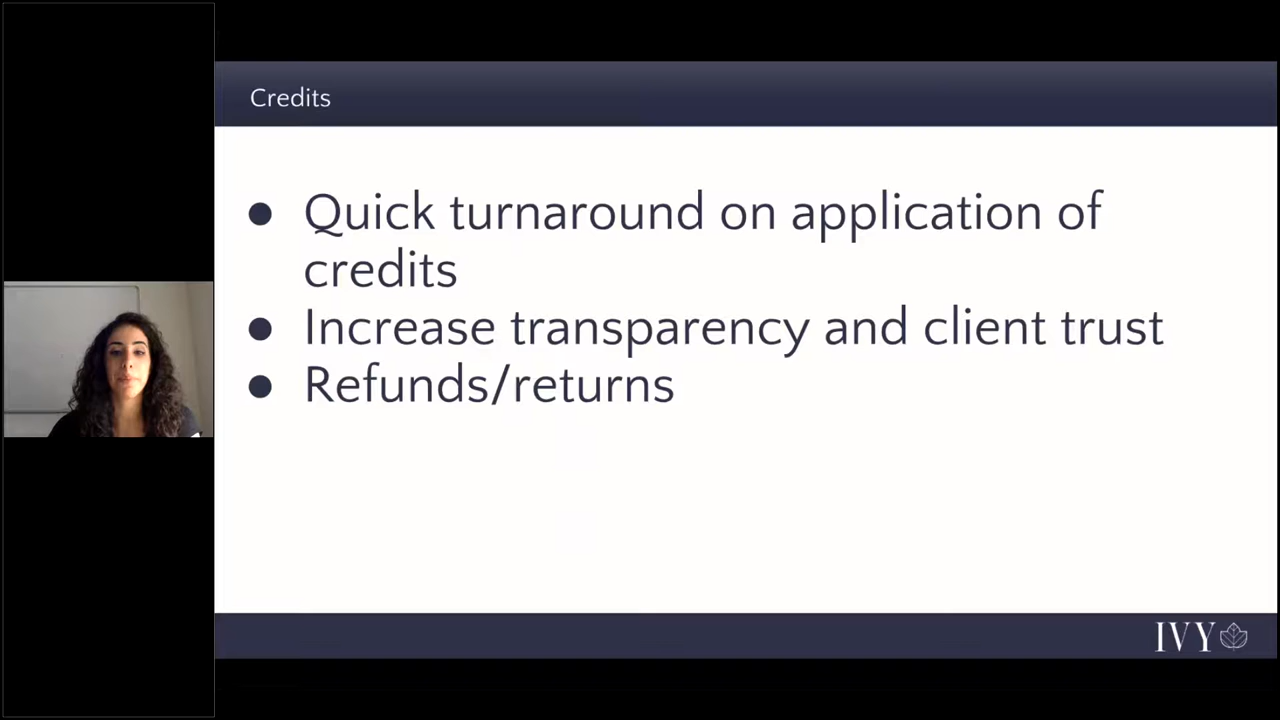 Credits
● Quick turnaround on application of
credits
● Increase transparency and client trust
● Refunds/returns
IVY